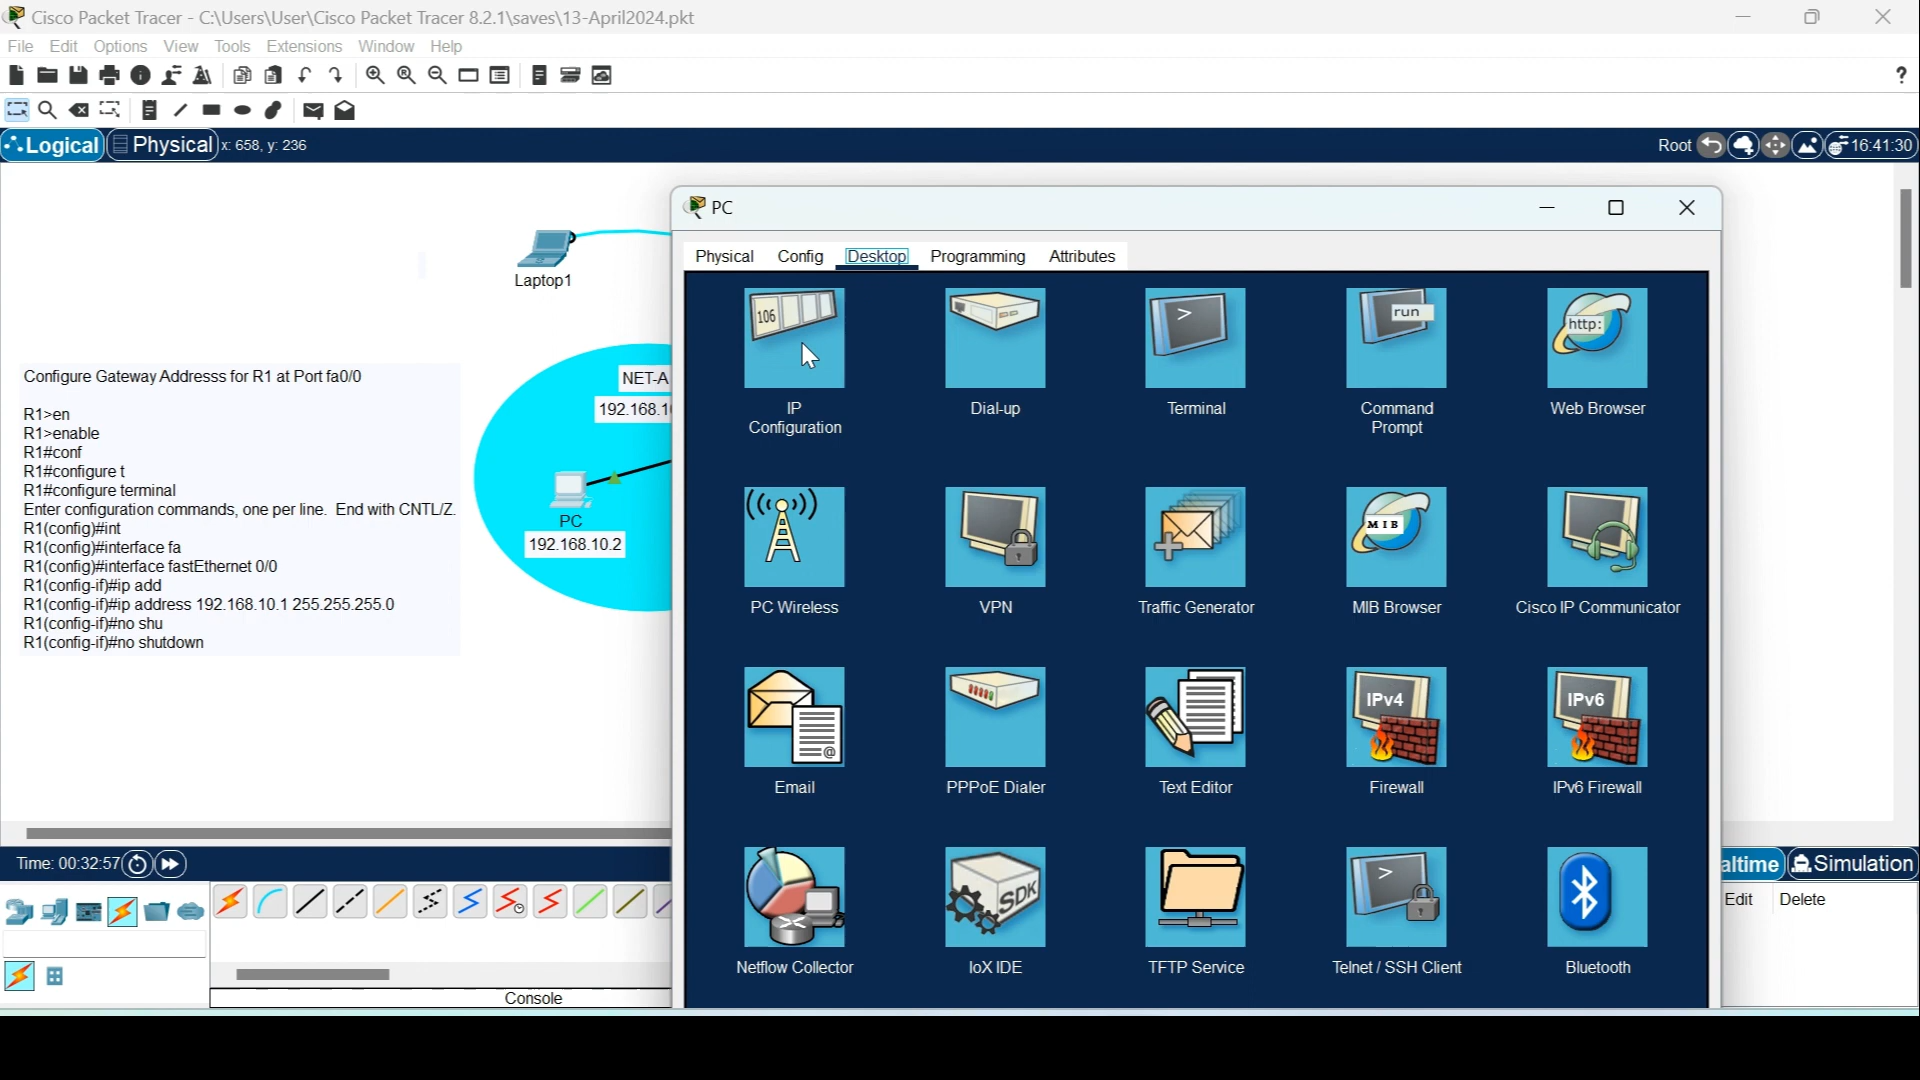 Cisco Packet Tracer - C:\Users\User\Cisco Packet Tracer 8.2.1\saves\13-April2024.pkt
File Edit Options View Tools Extensions Window Help
?
Logical Physical x: 658, y: 236 Root 16:41:30
PC
Physical Config Desktop Programming Attributes
Laptop1
106
>
run
http:
IP
Configuration
Dial-up
Terminal
Command
Prompt
Web Browser
Configure Gateway Addresss for R1 at Port fa0/0
R1>en
R1>enable
R1#conf
R1#configure t
R1#configure terminal
Enter configuration commands, one per line. End with CNTL/Z.
R1(config)#int
R1(config)#interface fa
R1(config)#interface fastEthernet 0/0
R1(config-if)#ip add
R1(config-if)#ip address 192.168.10.1 255.255.255.0
R1(config-if)#no shu
R1(config-if)#no shutdown
NET-A
192.168.1
PC
192.168.10.2
MIB
PC Wireless
VPN
Traffic Generator
MIB Browser
Cisco IP Communicator
@
IPv4
IPv6
Email
PPPoE Dialer
Text Editor
Firewall
IPv6 Firewall
SDK
>
Netflow Collector
IoX IDE
TFTP Service
Telnet / SSH Client
Bluetooth
Time: 00:32:57
altime Simulation
Edit Delete
Console